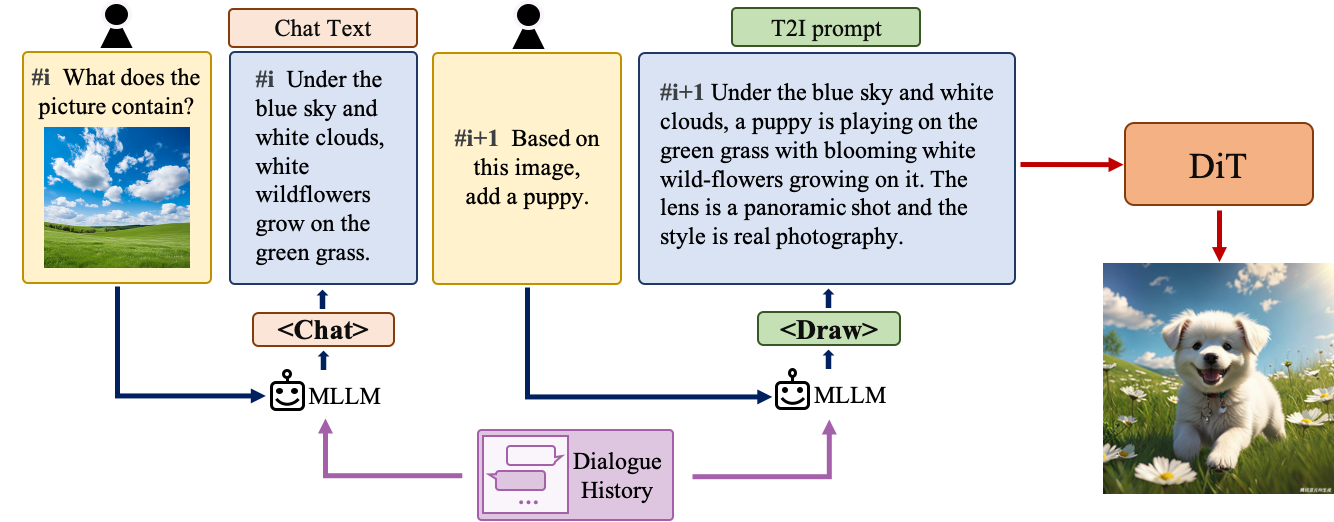 Chat Text
T2I prompt
#i What does the
picture contain?
#i Under the
blue sky and
white clouds,
white
wildflowers
grow on the
green grass.
#i+1 Based on
this image,
add a puppy.
#i+1 Under the blue sky and white
clouds, a puppy is playing on the
green grass with blooming white
wild-flowers growing on it. The
lens is a panoramic shot and the
style is real photography.
DiT
<Chat>
<Draw>
MLLM
MLLM
Dialogue
History